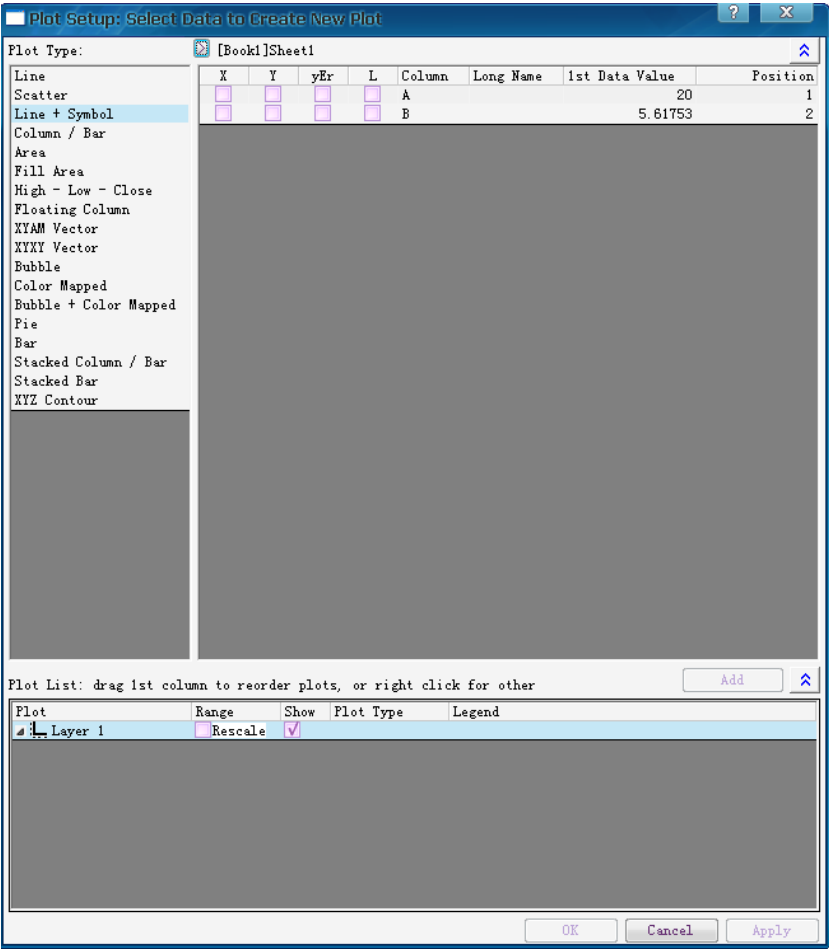 Plot Setup: Select Data to Create New Plot ? X
Plot Type: [Book1]Sheet1
Line
Scatter
Line + Symbol
Column / Bar
Area
Fill Area
High - Low - Close
Floating Column
XYAM Vector
XYXY Vector
Bubble
Color Mapped
Bubble + Color Mapped
Pie
Bar
Stacked Column / Bar
Stacked Bar
XYZ Contour
X Y yEr L Column Long Name 1st Data Value Position
A 20 1
B 5.61753 2
Plot List: drag 1st column to reorder plots, or right click for other
Add
Plot Range Show Plot Type Legend
Layer 1 Rescale
OK Cancel Apply